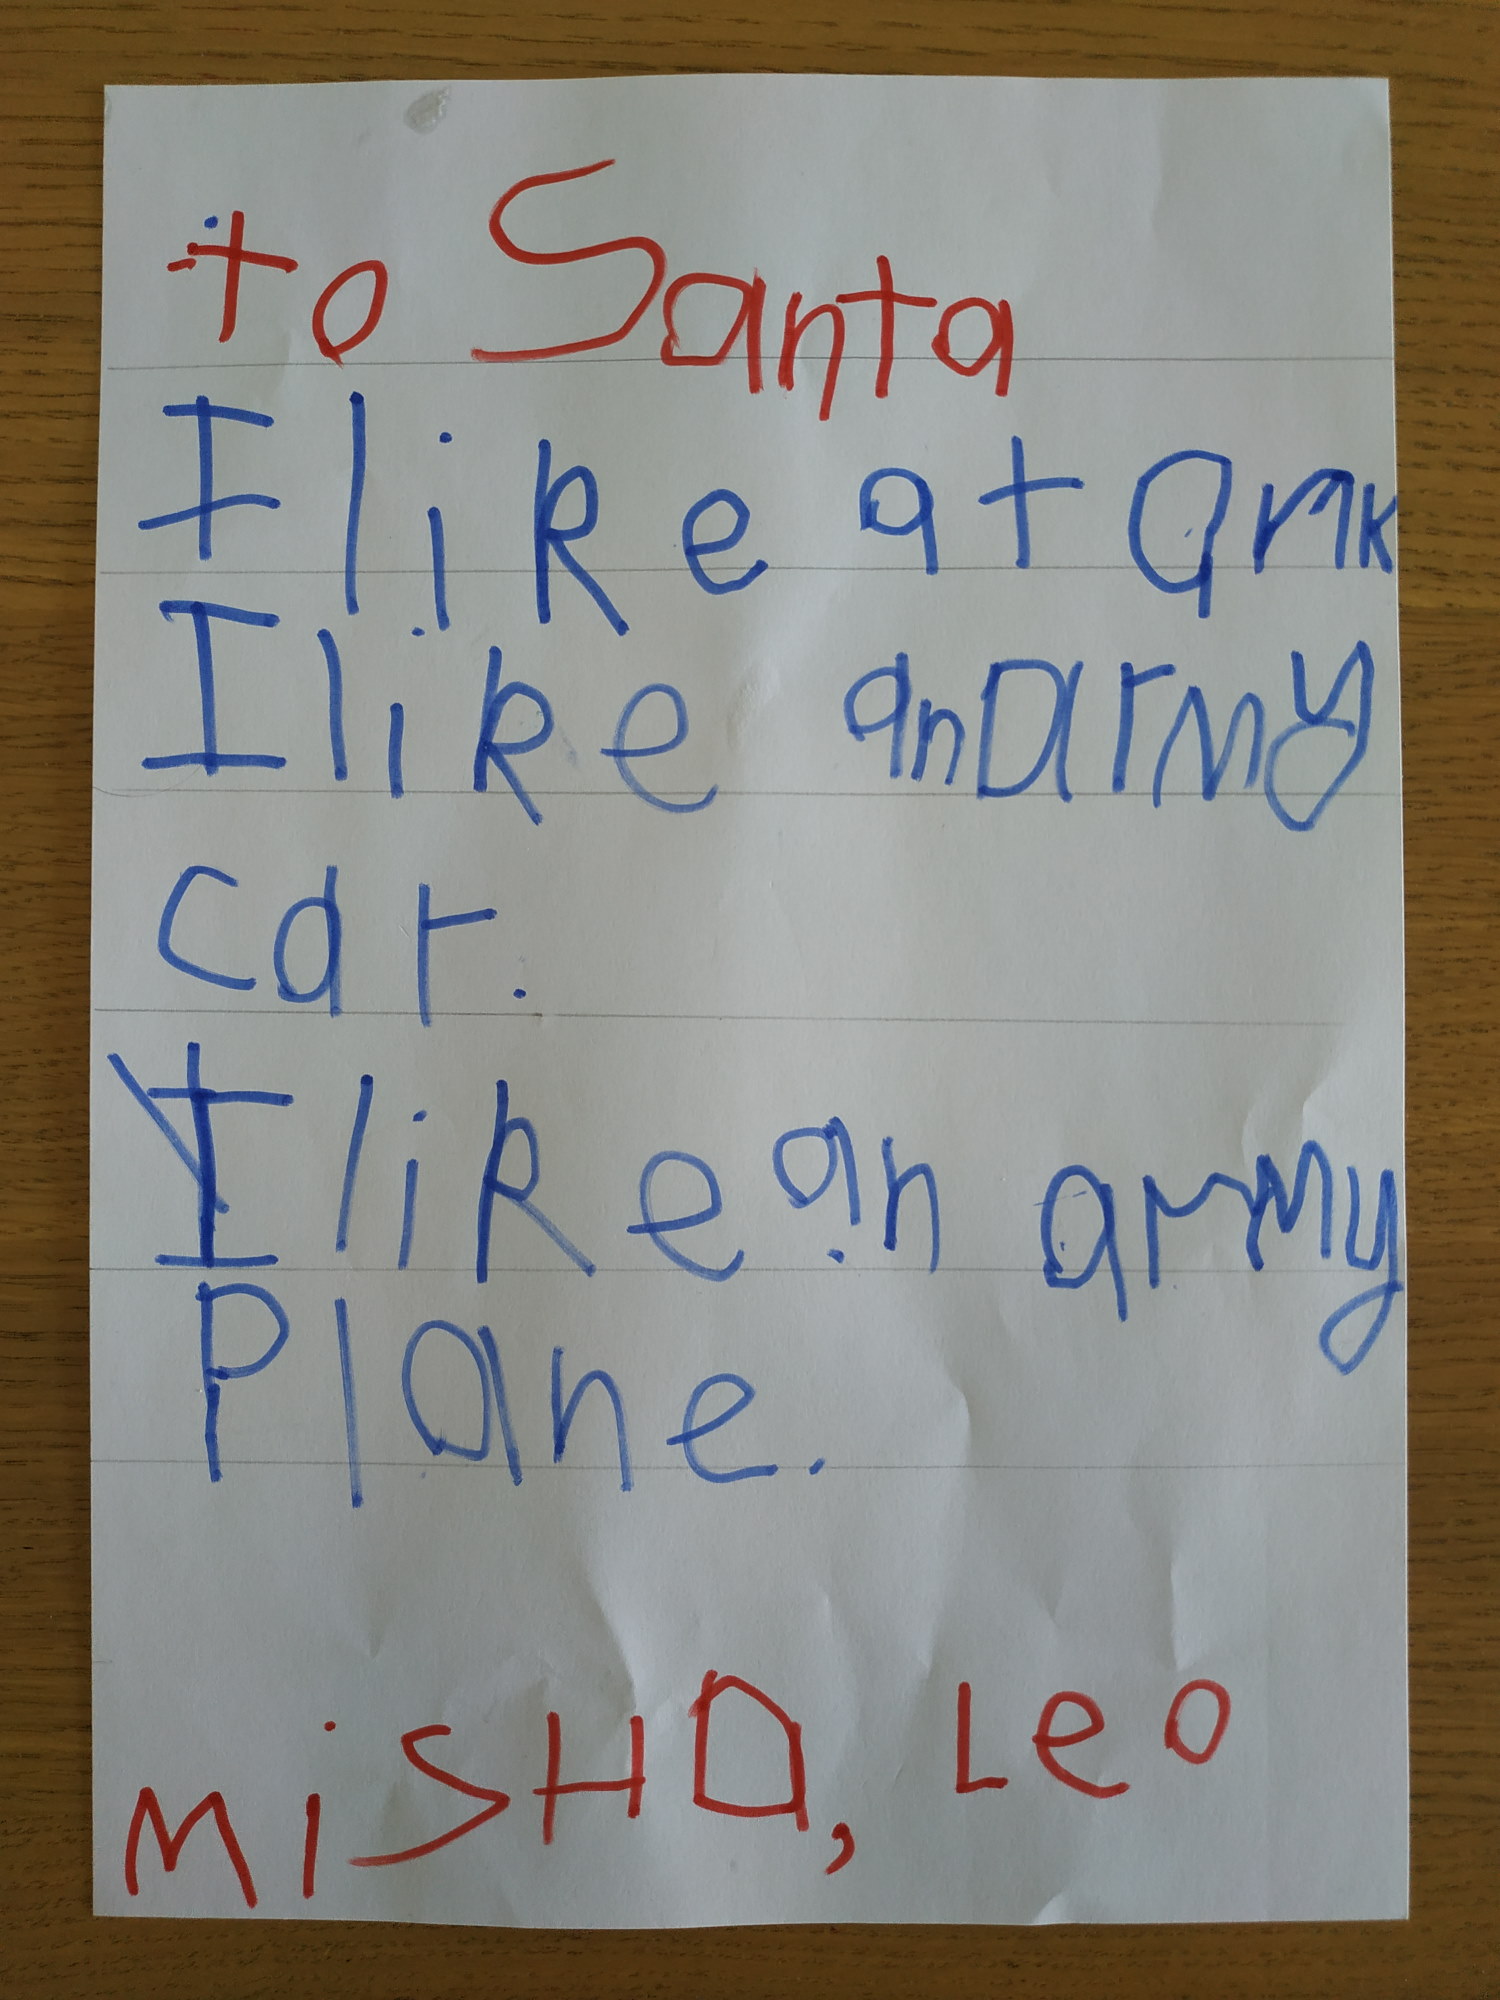 to Santa
I like a tank
I like an army
car.
I like an army
Plane.
MiSHA, Leo